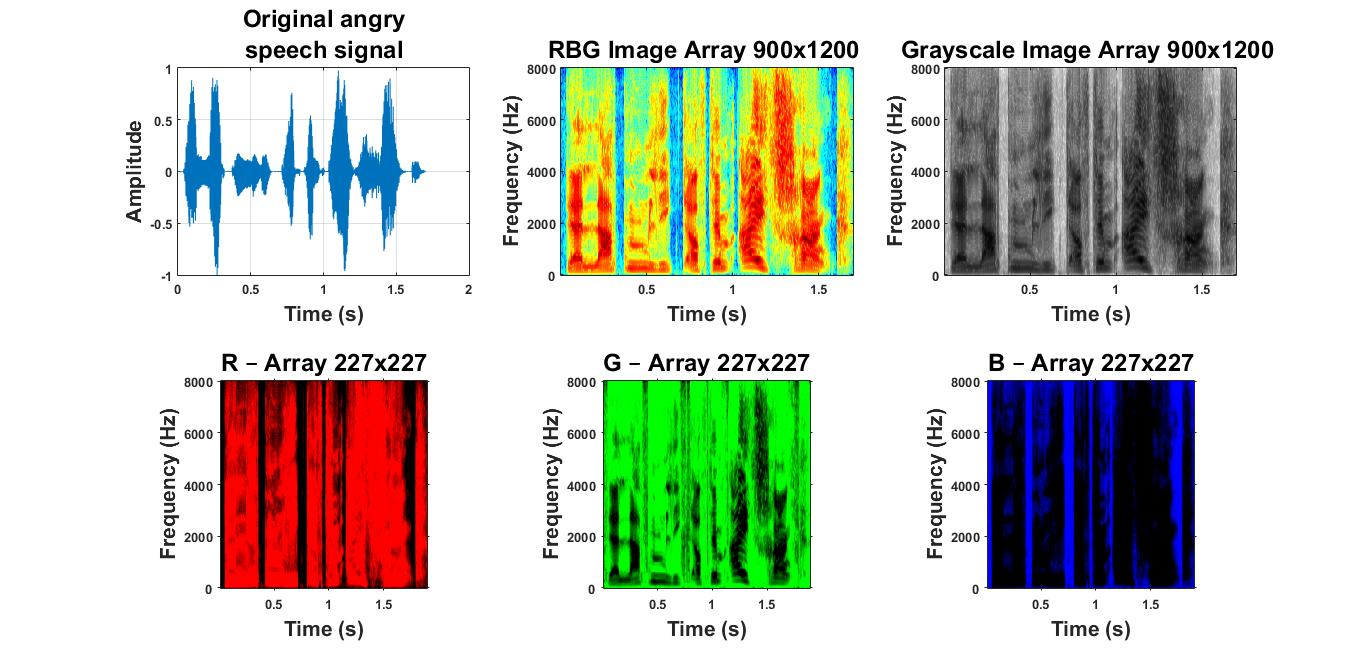 Original angry
speech signal
1
0.5
0
-0.5
-1
Amplitude
0 0.5 1 1.5 2
Time (s)
RBG Image Array 900x1200
8000
6000
4000
2000
0
Frequency (Hz)
0.5 1 1.5
Time (s)
Grayscale Image Array 900x1200
8000
6000
4000
2000
0
Frequency (Hz)
0.5 1 1.5
Time (s)
R – Array 227x227
8000
6000
4000
2000
0
Frequency (Hz)
0.5 1 1.5
Time (s)
G – Array 227x227
8000
6000
4000
2000
0
Frequency (Hz)
0.5 1 1.5
Time (s)
B – Array 227x227
8000
6000
4000
2000
0
Frequency (Hz)
0.5 1 1.5
Time (s)